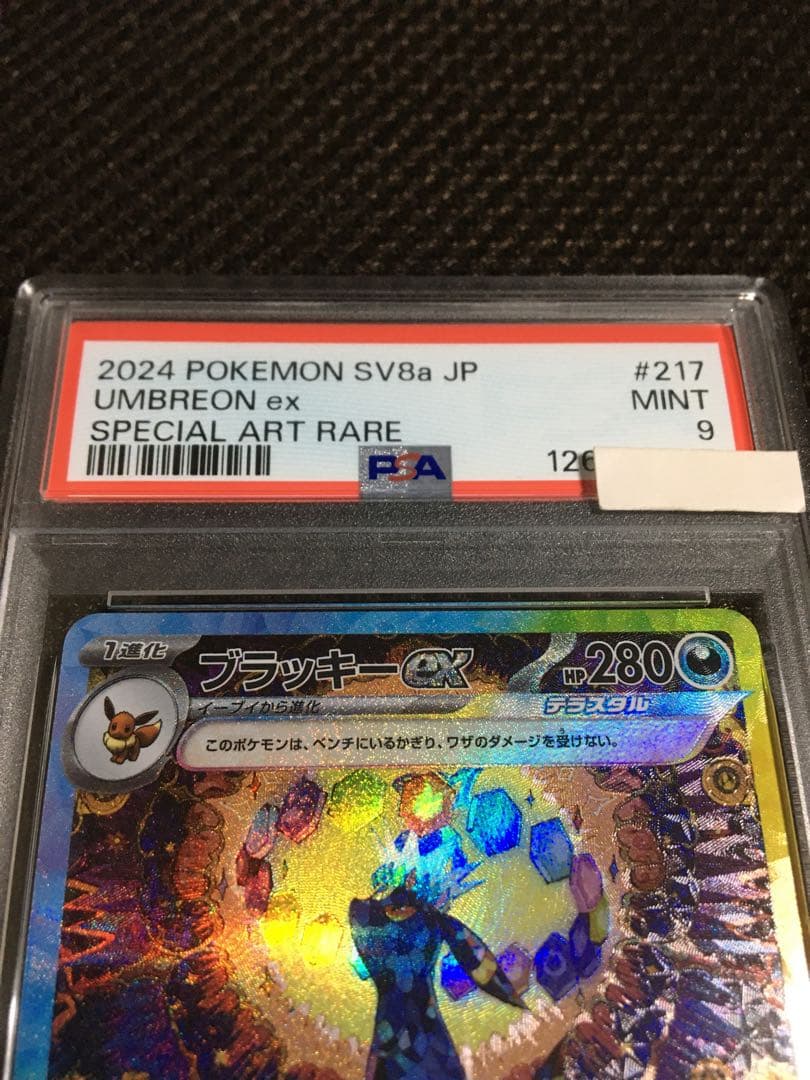 2024 POKEMON SV8a JP #217
UMBREON ex MINT
SPECIAL ART RARE 9
PSA 126
1進化 ブラッキーex HP280
イーブイから進化 テラスタル
このポケモンは、ベンチにいるかぎり、ワザのダメージを受けない。